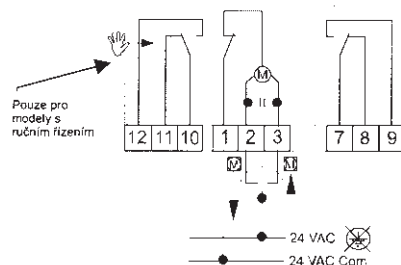 M
Pouze pro
modely s
ručním řízením
12 11 10 1 2 3 7 8 9
M M
24 VAC
24 VAC Com